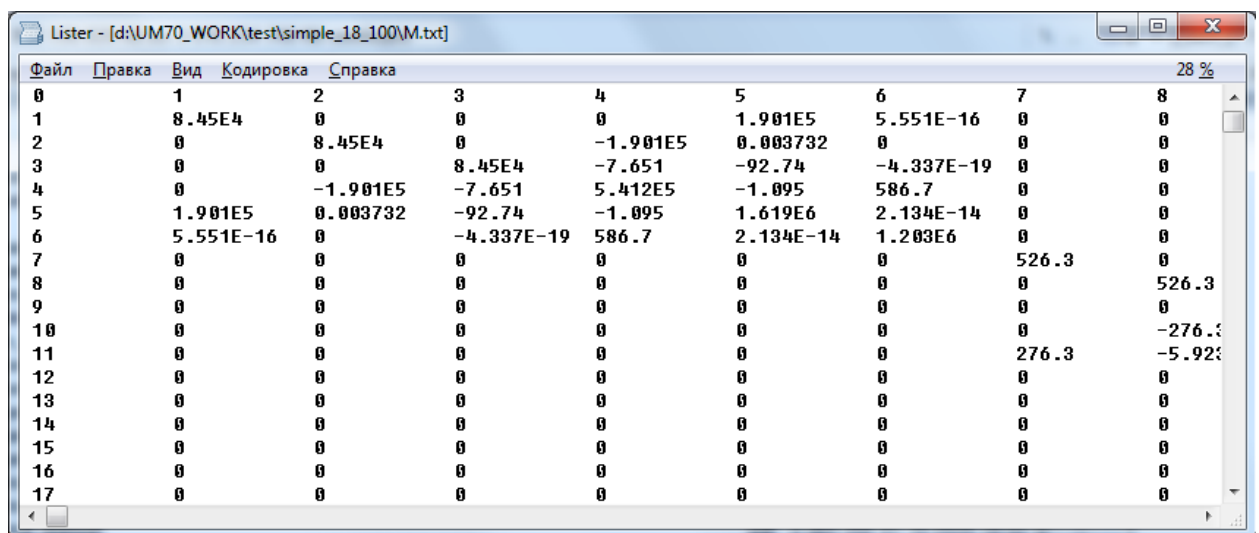 Lister - [d:\UM70_WORK\test\simple_18_100\M.txt]
Файл Правка Вид Кодировка Справка 28 %
0 1 2 3 4 5 6 7 8
1 8.45E4 0 0 0 1.901E5 5.551E-16 0 0
2 0 8.45E4 0 -1.901E5 0.003732 0 0 0
3 0 0 8.45E4 -7.651 -92.74 -4.337E-19 0 0
4 0 -1.901E5 -7.651 5.412E5 -1.095 586.7 0 0
5 1.901E5 0.003732 -92.74 -1.095 1.619E6 2.134E-14 0 0
6 5.551E-16 0 -4.337E-19 586.7 2.134E-14 1.203E6 0 0
7 0 0 0 0 0 0 526.3 0
8 0 0 0 0 0 0 0 526.3
9 0 0 0 0 0 0 0 0
10 0 0 0 0 0 0 0 -276.3
11 0 0 0 0 0 0 276.3 -5.923
12 0 0 0 0 0 0 0 0
13 0 0 0 0 0 0 0 0
14 0 0 0 0 0 0 0 0
15 0 0 0 0 0 0 0 0
16 0 0 0 0 0 0 0 0
17 0 0 0 0 0 0 0 0